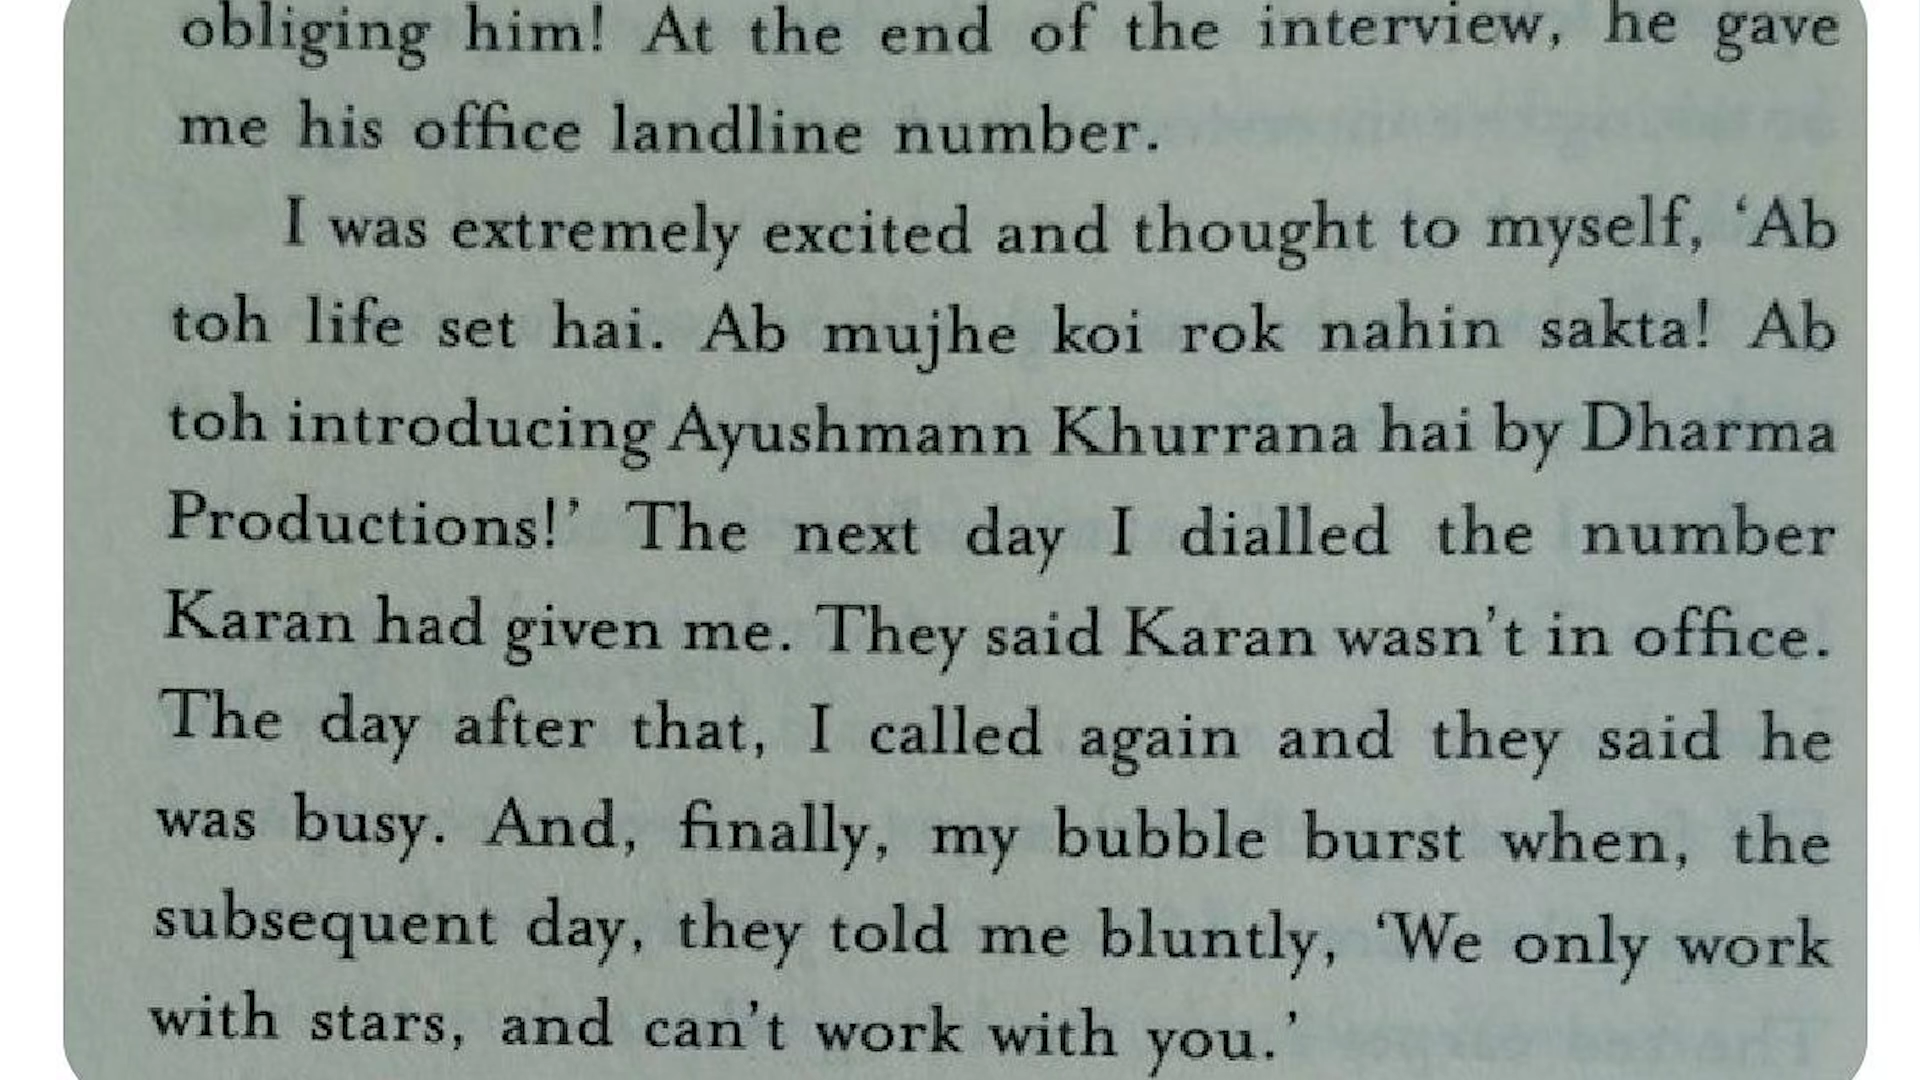 obliging him! At the end of the interview, he gave
me his office landline number.
I was extremely excited and thought to myself, ‘Ab
toh life set hai. Ab mujhe koi rok nahin sakta! Ab
toh introducing Ayushmann Khurrana hai by Dharma
Productions!’ The next day I dialled the number
Karan had given me. They said Karan wasn’t in office.
The day after that, I called again and they said he
was busy. And, finally, my bubble burst when, the
subsequent day, they told me bluntly, ‘We only work
with stars, and can’t work with you.’